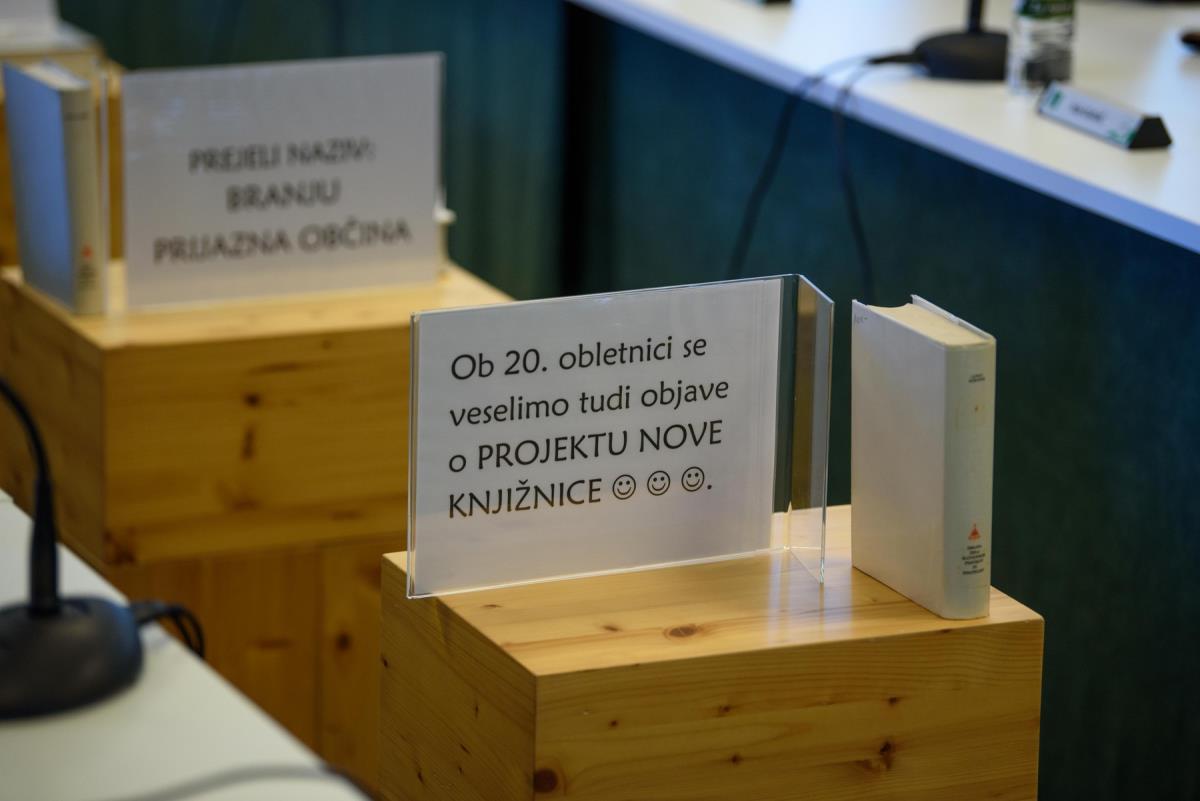 PREJELI NAZIV:
BRANJU
PRIJAZNA OBČINA
Ob 20. obletnici se
veselimo tudi objave
o PROJEKTU NOVE
KNJIŽNICE ☺ ☺ ☺.